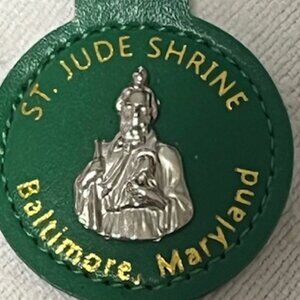 ST. JUDE SHRINE
Baltimore, Maryland